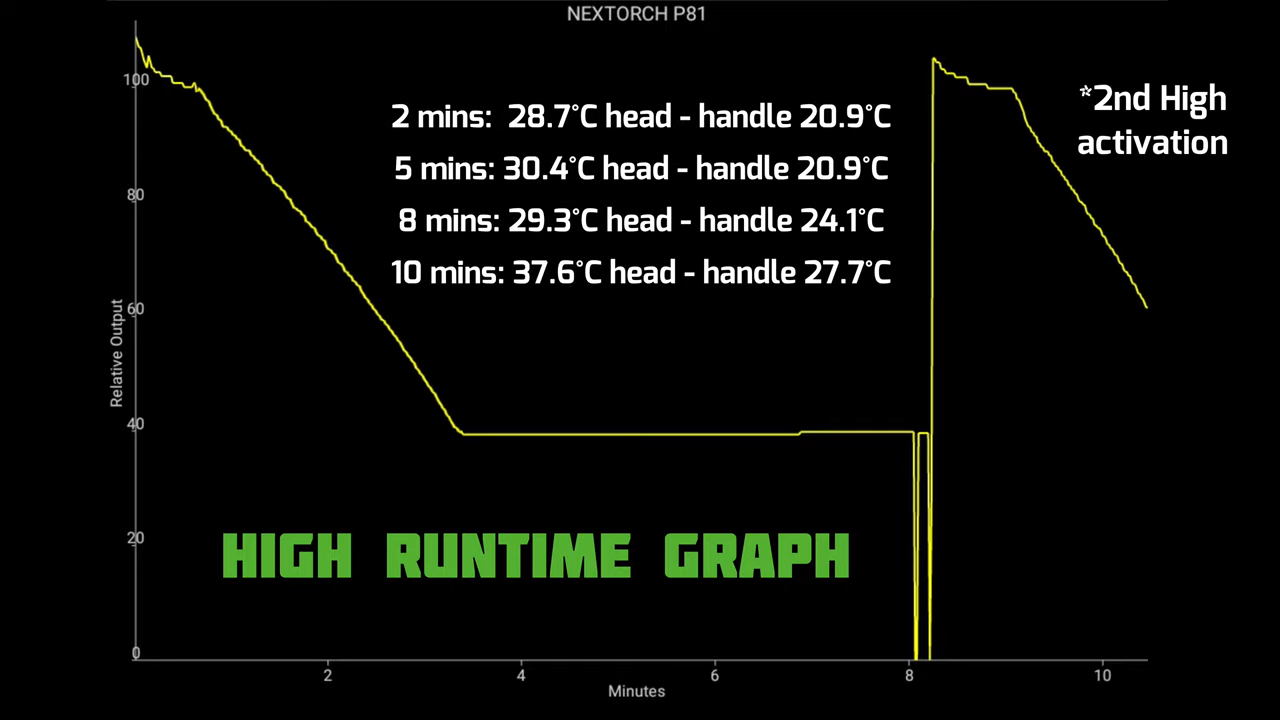 NEXTORCH P81
*2nd High
activation
2 mins: 28.7°C head - handle 20.9°C
5 mins: 30.4°C head - handle 20.9°C
8 mins: 29.3°C head - handle 24.1°C
10 mins: 37.6°C head - handle 27.7°C
Relative Output
100
80
60
40
20
0
HIGH RUNTIME GRAPH
2 4 6 8 10
Minutes